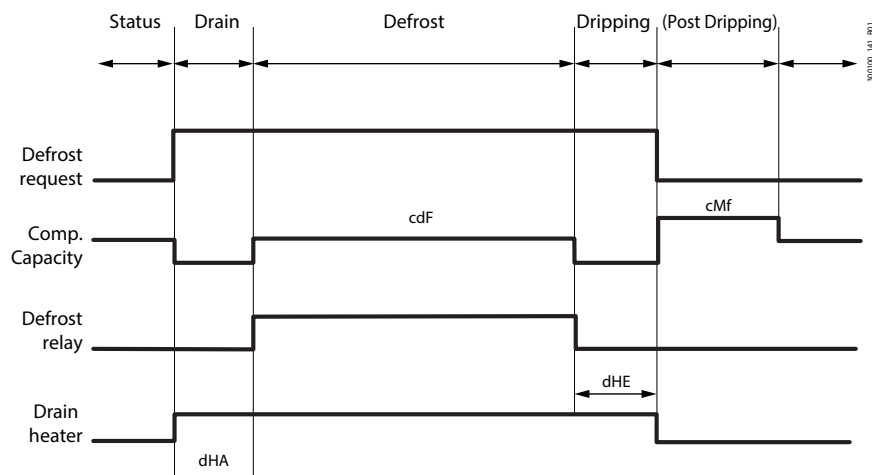 Status Drain Defrost Dripping (Post Dripping)
Defrost
request
cdF
cMf
Comp.
Capacity
Defrost
relay
dHE
Drain
heater
dHA